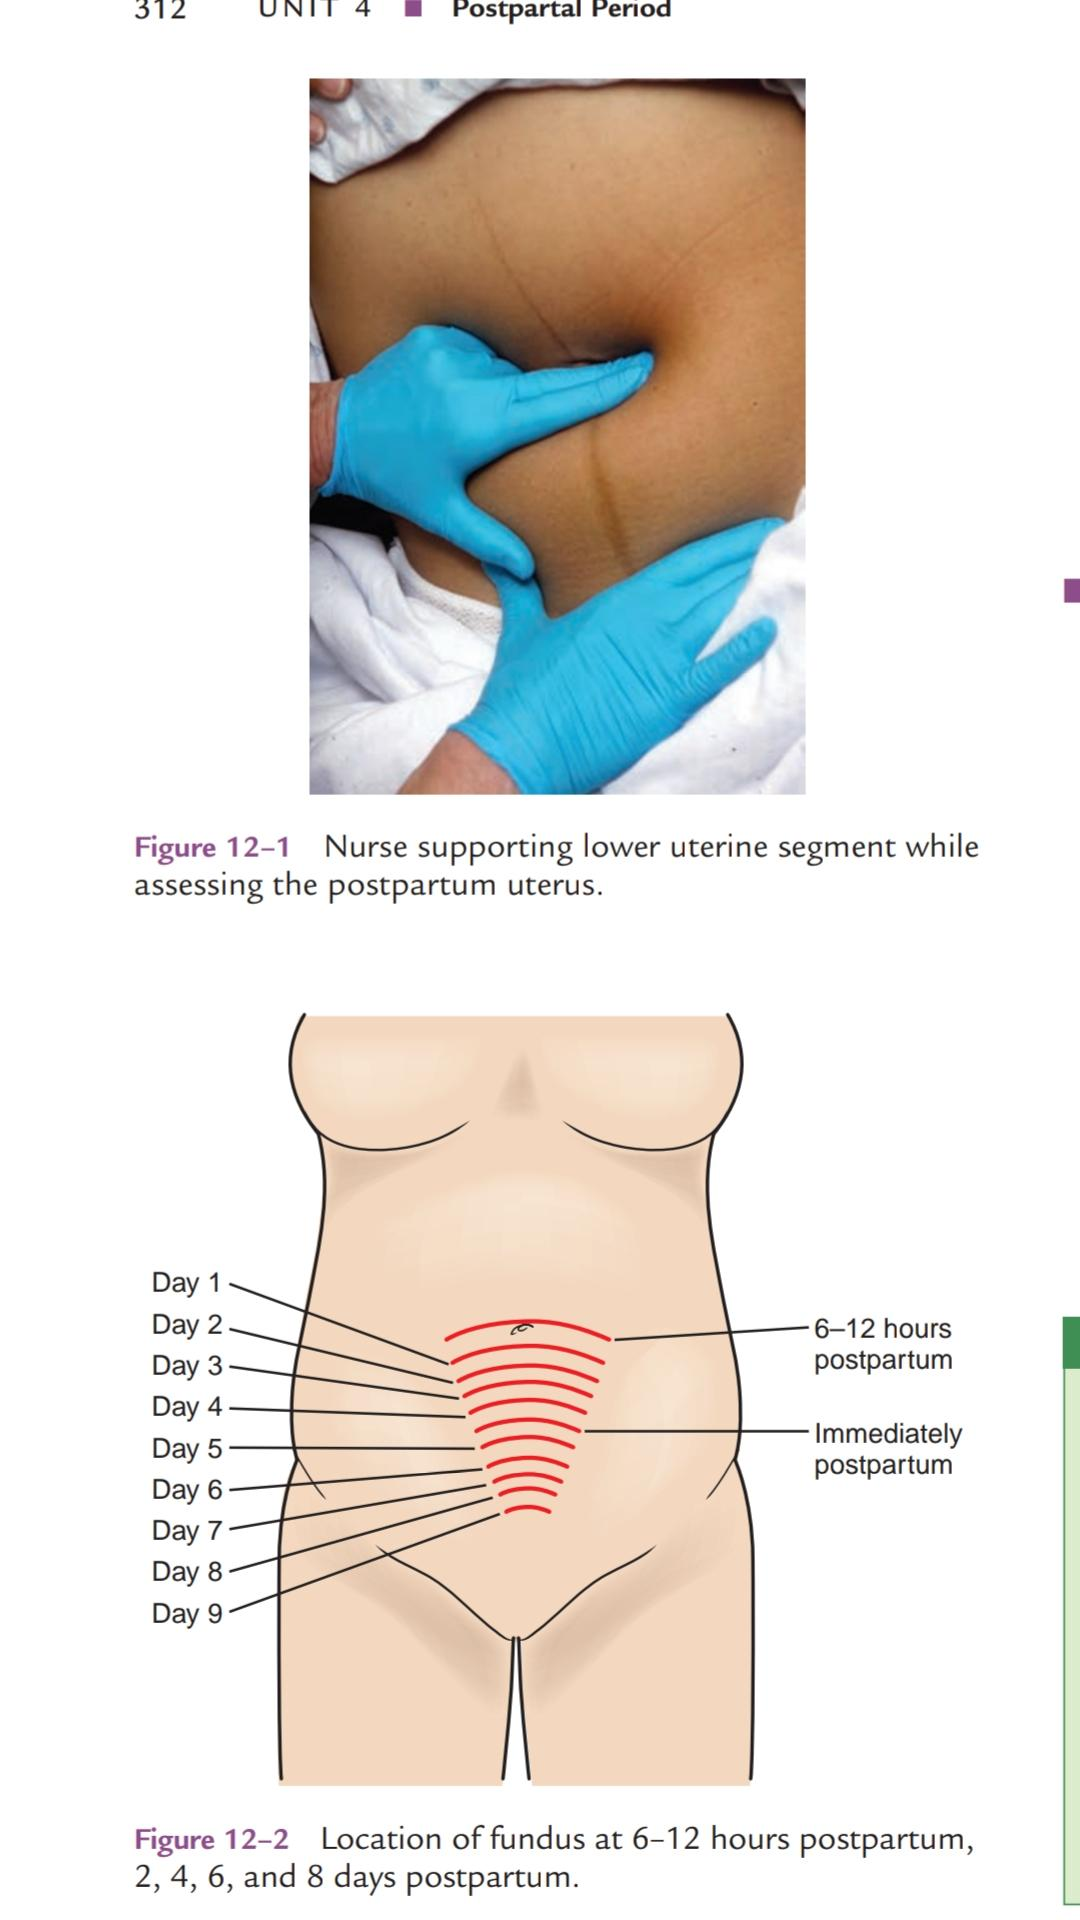 312 UNIT 4 ■ Postpartal Period
Figure 12–1 Nurse supporting lower uterine segment while
assessing the postpartum uterus.
Day 1
Day 2
Day 3
Day 4
Day 5
Day 6
Day 7
Day 8
Day 9
6–12 hours
postpartum
Immediately
postpartum
Figure 12–2 Location of fundus at 6–12 hours postpartum,
2, 4, 6, and 8 days postpartum.